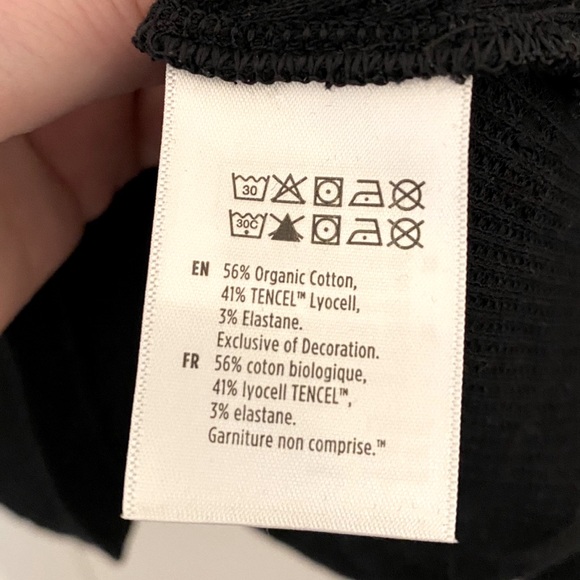 30
30C
EN 56% Organic Cotton,
41% TENCEL™ Lyocell,
3% Elastane.
Exclusive of Decoration.
FR 56% coton biologique,
41% lyocell TENCEL™,
3% elastane.
Garniture non comprise.™